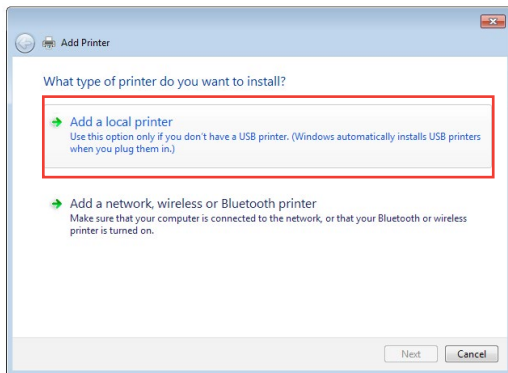 Add Printer
What type of printer do you want to install?
Add a local printer
Use this option only if you don't have a USB printer. (Windows automatically installs USB printers
when you plug them in.)
Add a network, wireless or Bluetooth printer
Make sure that your computer is connected to the network, or that your Bluetooth or wireless
printer is turned on.
Next Cancel